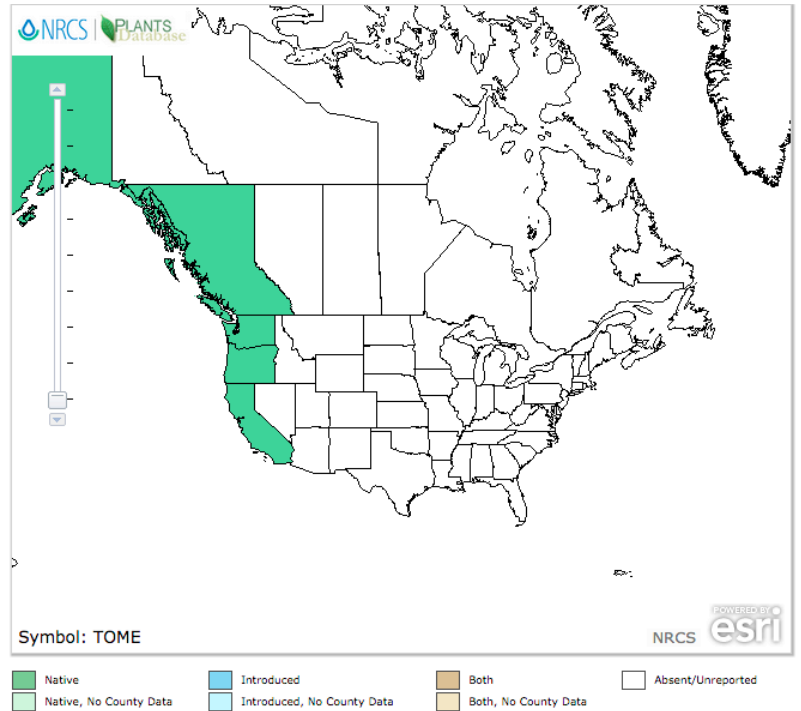 NRCS | PLANTS
Database
Symbol: TOME
NRCS
POWERED BY
esri
Native
Introduced
Both
Absent/Unreported
Native, No County Data
Introduced, No County Data
Both, No County Data